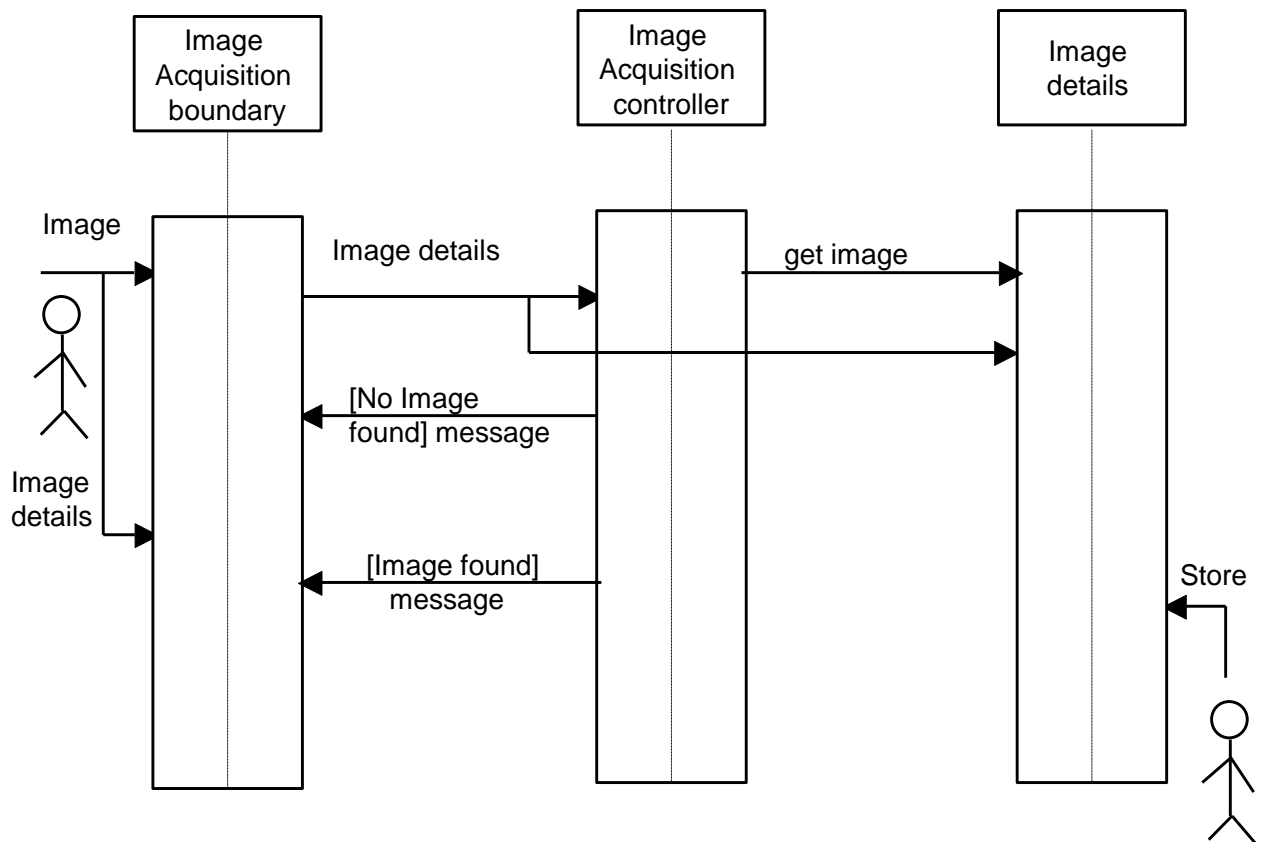 Image
Acquisition
boundary
Image
Acquisition
controller
Image
details
Image
Image details
get image
[No Image
found] message
Image
details
[Image found]
message
Store